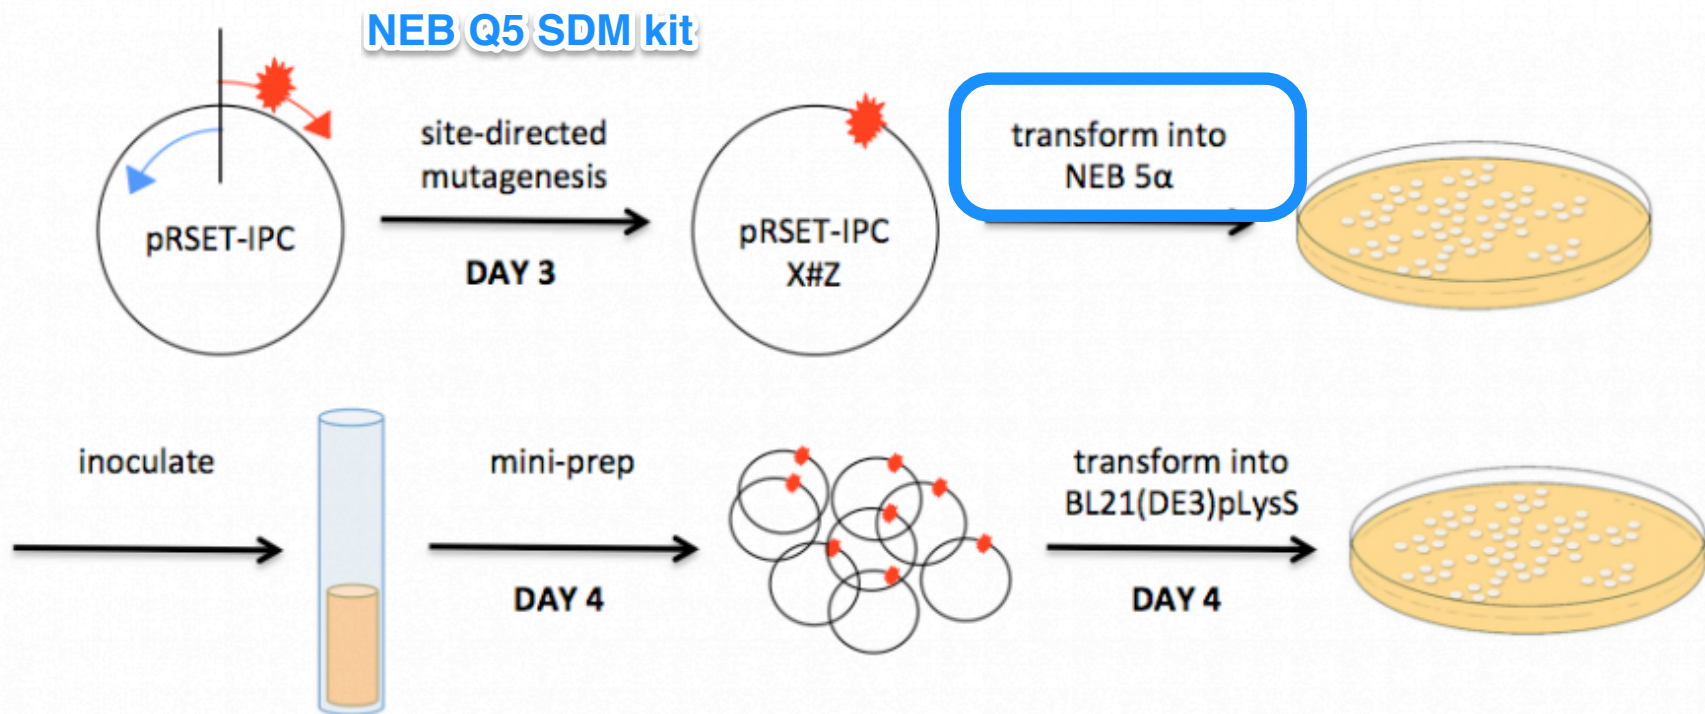 NEB Q5 SDM kit
site-directed
mutagenesis
DAY 3
pRSET-IPC
pRSET-IPC
X#Z
transform into
NEB 5α
inoculate
mini-prep
DAY 4
transform into
BL21(DE3)pLysS
DAY 4